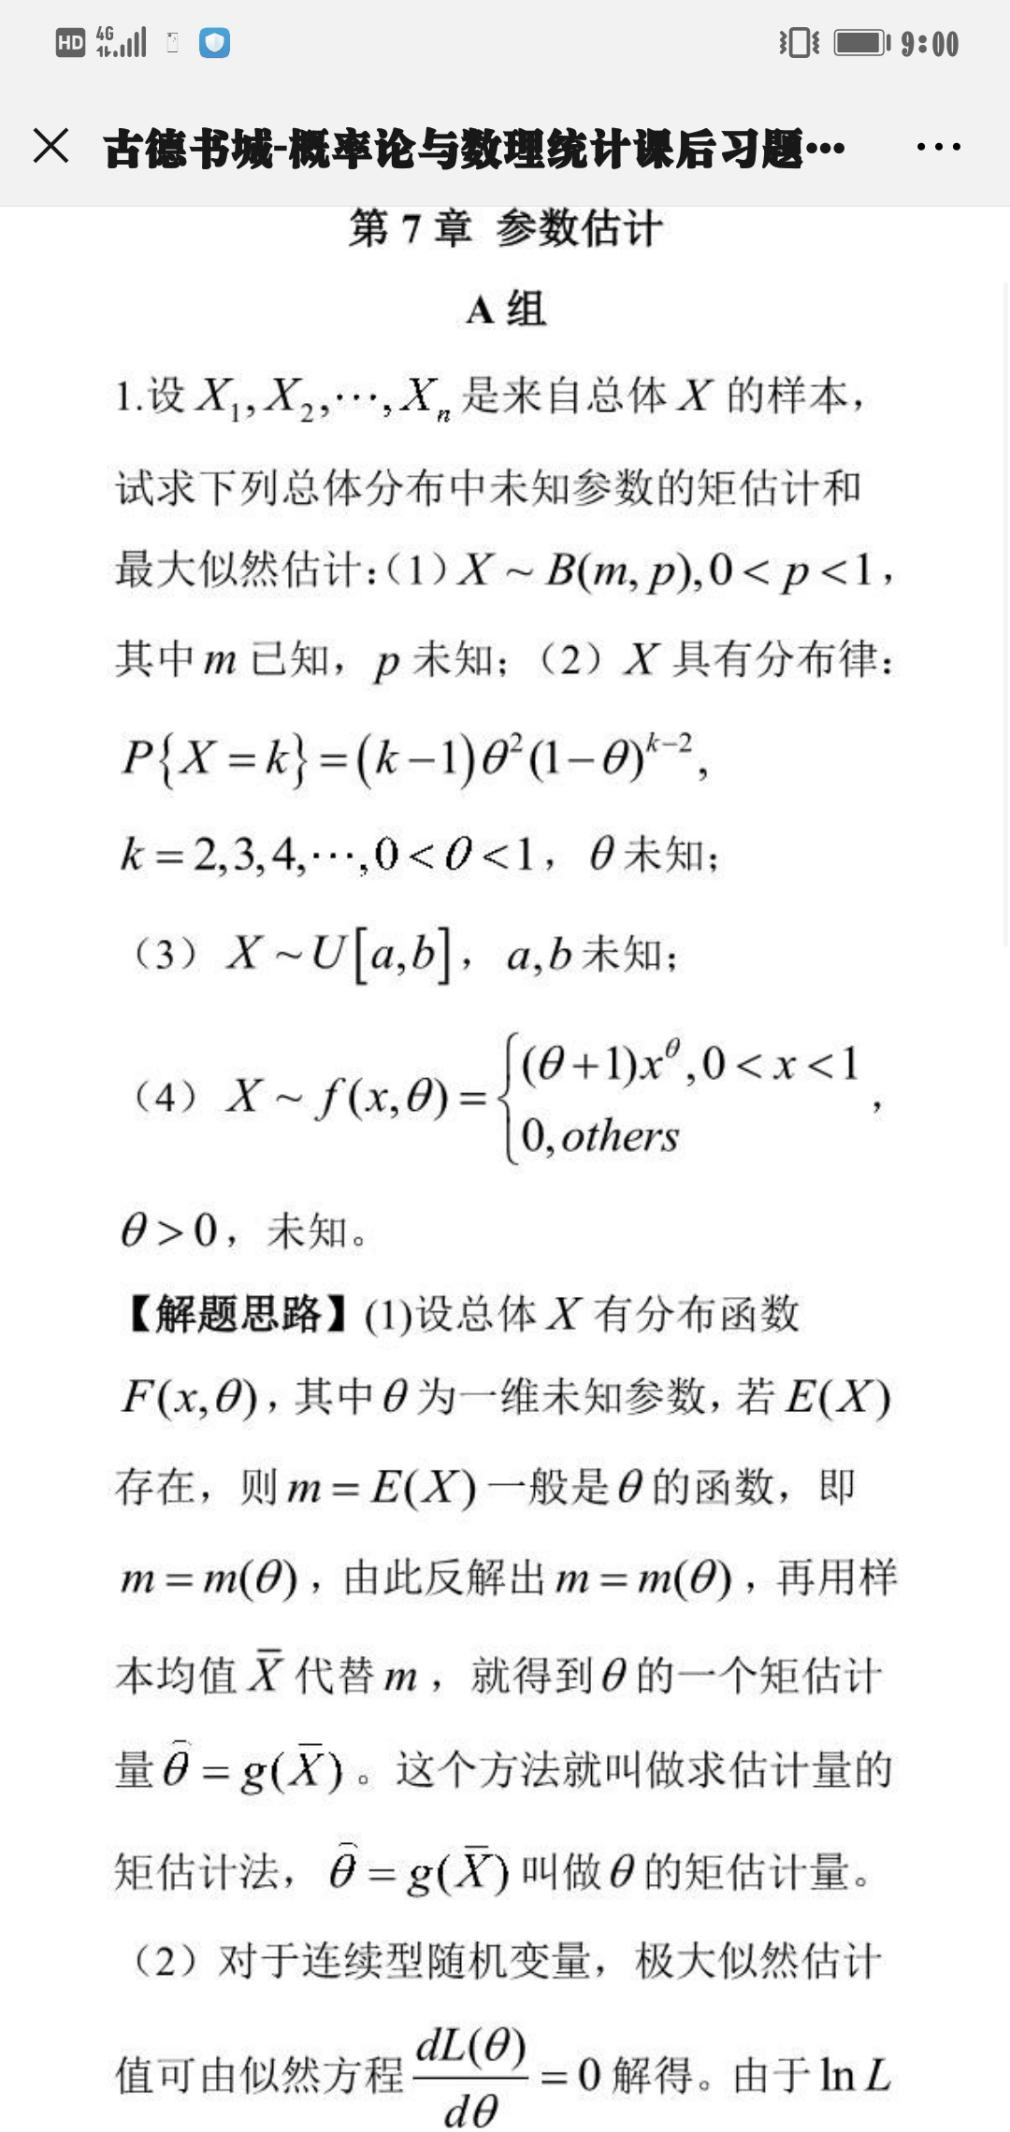 HD 4G 9:00
古德书城-概率论与数理统计课后习题…
第 7 章 参数估计
A 组
1.设 X₁, X₂,⋯, Xₙ 是来自总体 X 的样本，
试求下列总体分布中未知参数的矩估计和
最大似然估计：（1）X ~ B(m, p), 0 < p < 1，
其中 m 已知，p 未知；（2）X 具有分布律：
P{X = k} = (k−1)θ²(1−θ)ᵏ⁻²,
k = 2,3,4,⋯,0 < θ < 1，θ 未知；
（3）X ~ U[a,b]，a,b 未知；
（4）X ~ f(x,θ) = {(θ+1)x^θ, 0 < x < 1
0, others ，
θ > 0，未知。
【解题思路】(1)设总体 X 有分布函数
F(x,θ)，其中 θ 为一维未知参数，若 E(X)
存在，则 m = E(X) 一般是 θ 的函数，即
m = m(θ)，由此反解出 m = m(θ)，再用样
本均值 X̅ 代替 m，就得到 θ 的一个矩估计
量 θ̂ = g(X̅)。这个方法就叫做求估计量的
矩估计法，θ̂ = g(X̅) 叫做 θ 的矩估计量。
（2）对于连续型随机变量，极大似然估计
值可由似然方程 dL(θ)/dθ = 0 解得。由于 ln L